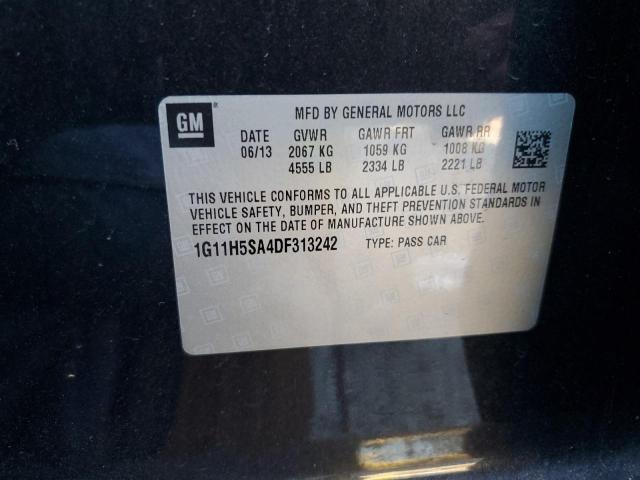 GM
MFD BY GENERAL MOTORS LLC
DATE GVWR GAWR FRT GAWR RR
06/13 2067 KG 1059 KG 1008 KG
4555 LB 2334 LB 2221 LB
THIS VEHICLE CONFORMS TO ALL APPLICABLE U.S. FEDERAL MOTOR
VEHICLE SAFETY, BUMPER, AND THEFT PREVENTION STANDARDS IN
EFFECT ON THE DATE OF MANUFACTURE SHOWN ABOVE.
1G11H5SA4DF313242 TYPE: PASS CAR